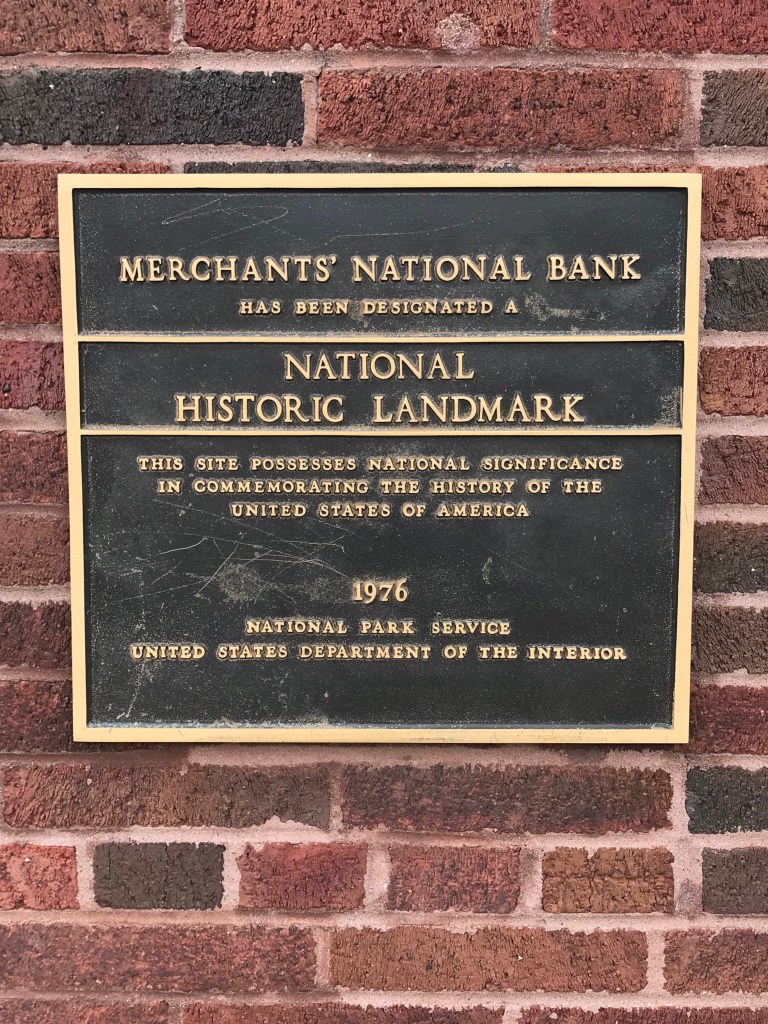 MERCHANTS' NATIONAL BANK
HAS BEEN DESIGNATED A
NATIONAL
HISTORIC LANDMARK
THIS SITE POSSESSES NATIONAL SIGNIFICANCE
IN COMMEMORATING THE HISTORY OF THE
UNITED STATES OF AMERICA
1976
NATIONAL PARK SERVICE
UNITED STATES DEPARTMENT OF THE INTERIOR